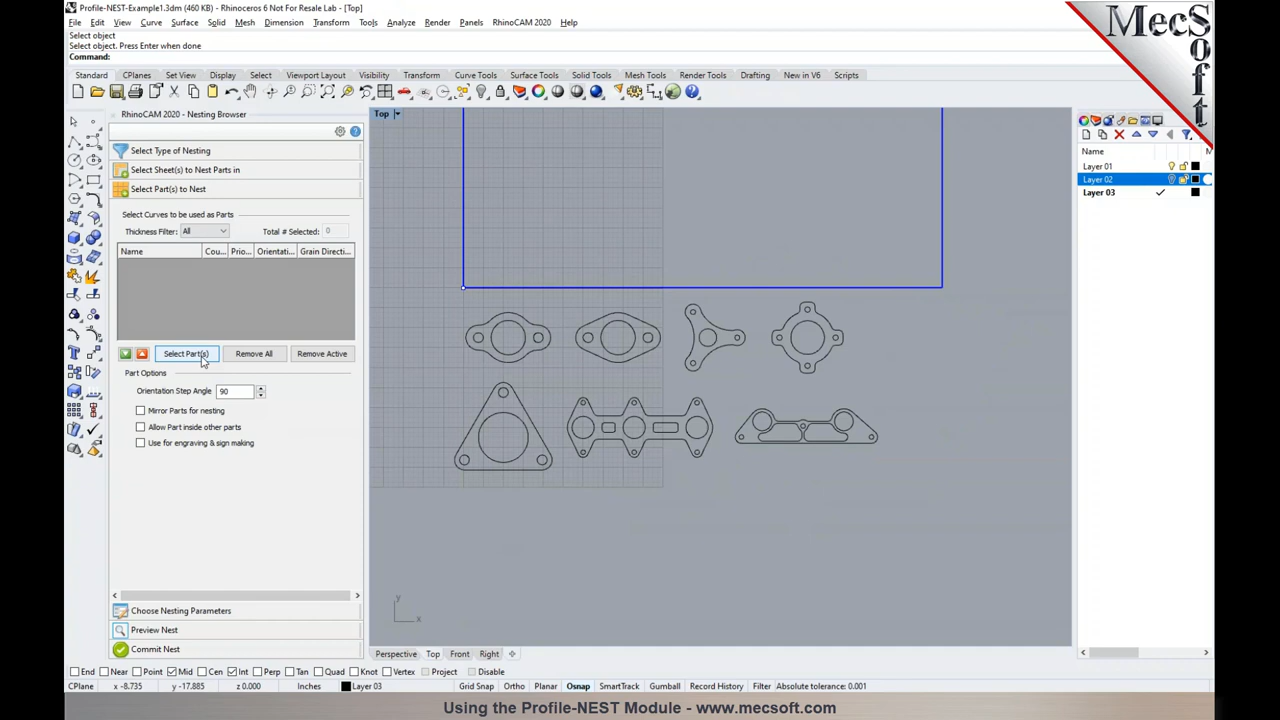 Profile-NEST-Example1.3dm (460 KB) - Rhinoceros 6 Not For Resale Lab - [Top]
File Edit View Curve Surface Solid Mesh Dimension Transform Tools Analyze Render Panels RhinoCAM 2020 Help
Select object
Select object. Press Enter when done
Command:
Standard CPlanes Set View Display Select Viewport Layout Visibility Transform Curve Tools Surface Tools Solid Tools Mesh Tools Render Tools Drafting New in V6 Scripts
MecSoft
RhinoCAM 2020 - Nesting Browser
Top
Select Type of Nesting
Select Sheet(s) to Nest Parts in
Select Part(s) to Nest
Select Curves to be used as Parts
Thickness Filter: All Total # Selected: 0
Name Cou... Prio... Orientati... Grain Directi...
Select Part(s) Remove All Remove Active
Part Options
Orientation Step Angle 90
Mirror Parts for nesting
Allow Part inside other parts
Use for engraving & sign making
Choose Nesting Parameters
Preview Nest
Commit Nest
Name M
Layer 01
Layer 02
Layer 03
y
x
Perspective Top Front Right
End Near Point Mid Cen Int Perp Tan Quad Knot Vertex Project Disable
CPlane x -8.735 y -17.885 z 0.000 Inches Layer 03 Grid Snap Ortho Planar Osnap SmartTrack Gumball Record History Filter Absolute tolerance: 0.001
Using the Profile-NEST Module - www.mecsoft.com